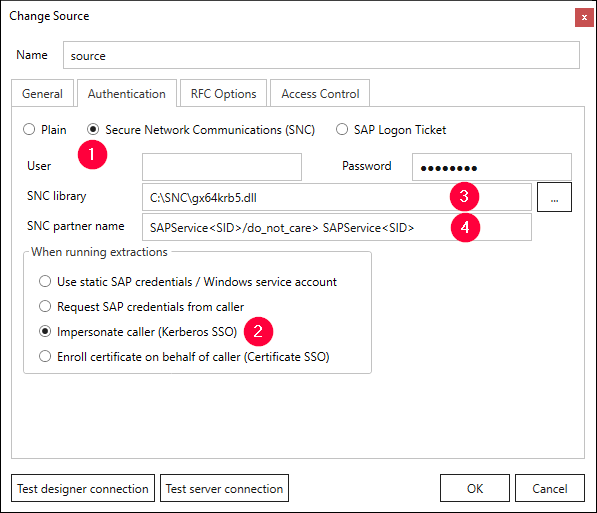 Change Source
x
Name source
General Authentication RFC Options Access Control
Plain Secure Network Communications (SNC) SAP Logon Ticket
1
User Password ●●●●●●●●
SNC library C:\SNC\gx64krb5.dll 3 ...
SNC partner name SAPService<SID>/do_not_care> SAPService<SID> 4
When running extractions
Use static SAP credentials / Windows service account
Request SAP credentials from caller
Impersonate caller (Kerberos SSO) 2
Enroll certificate on behalf of caller (Certificate SSO)
Test designer connection Test server connection OK Cancel